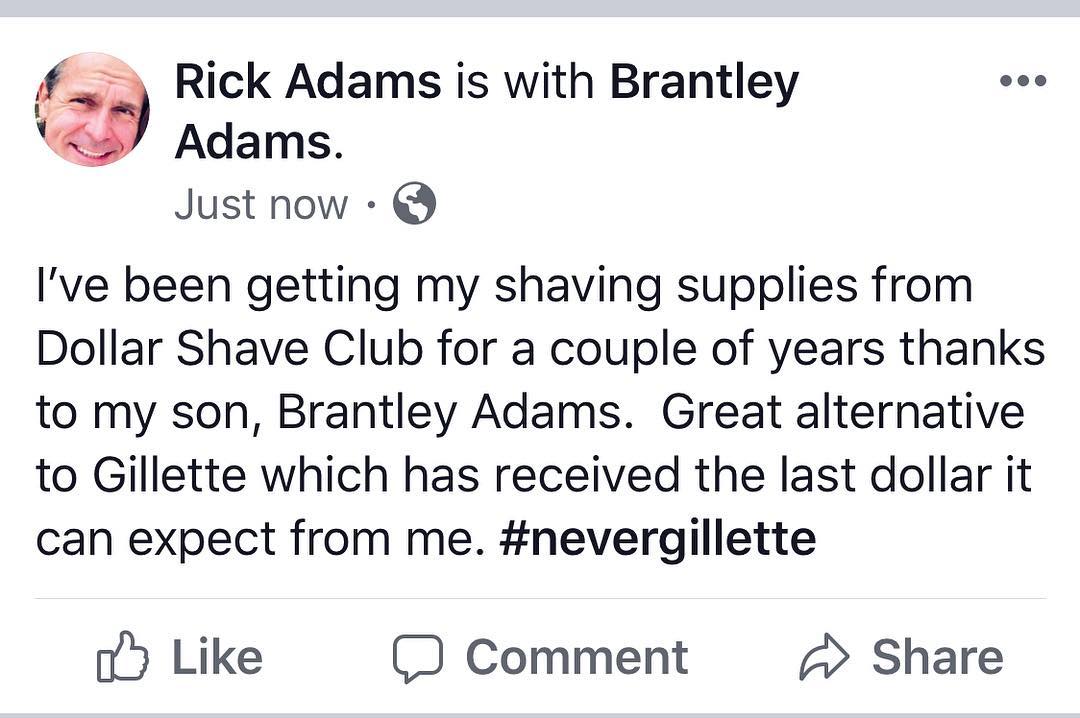 Rick Adams is with Brantley
Adams.
Just now ·
I’ve been getting my shaving supplies from
Dollar Shave Club for a couple of years thanks
to my son, Brantley Adams.  Great alternative
to Gillette which has received the last dollar it
can expect from me. #nevergillette
Like Comment Share